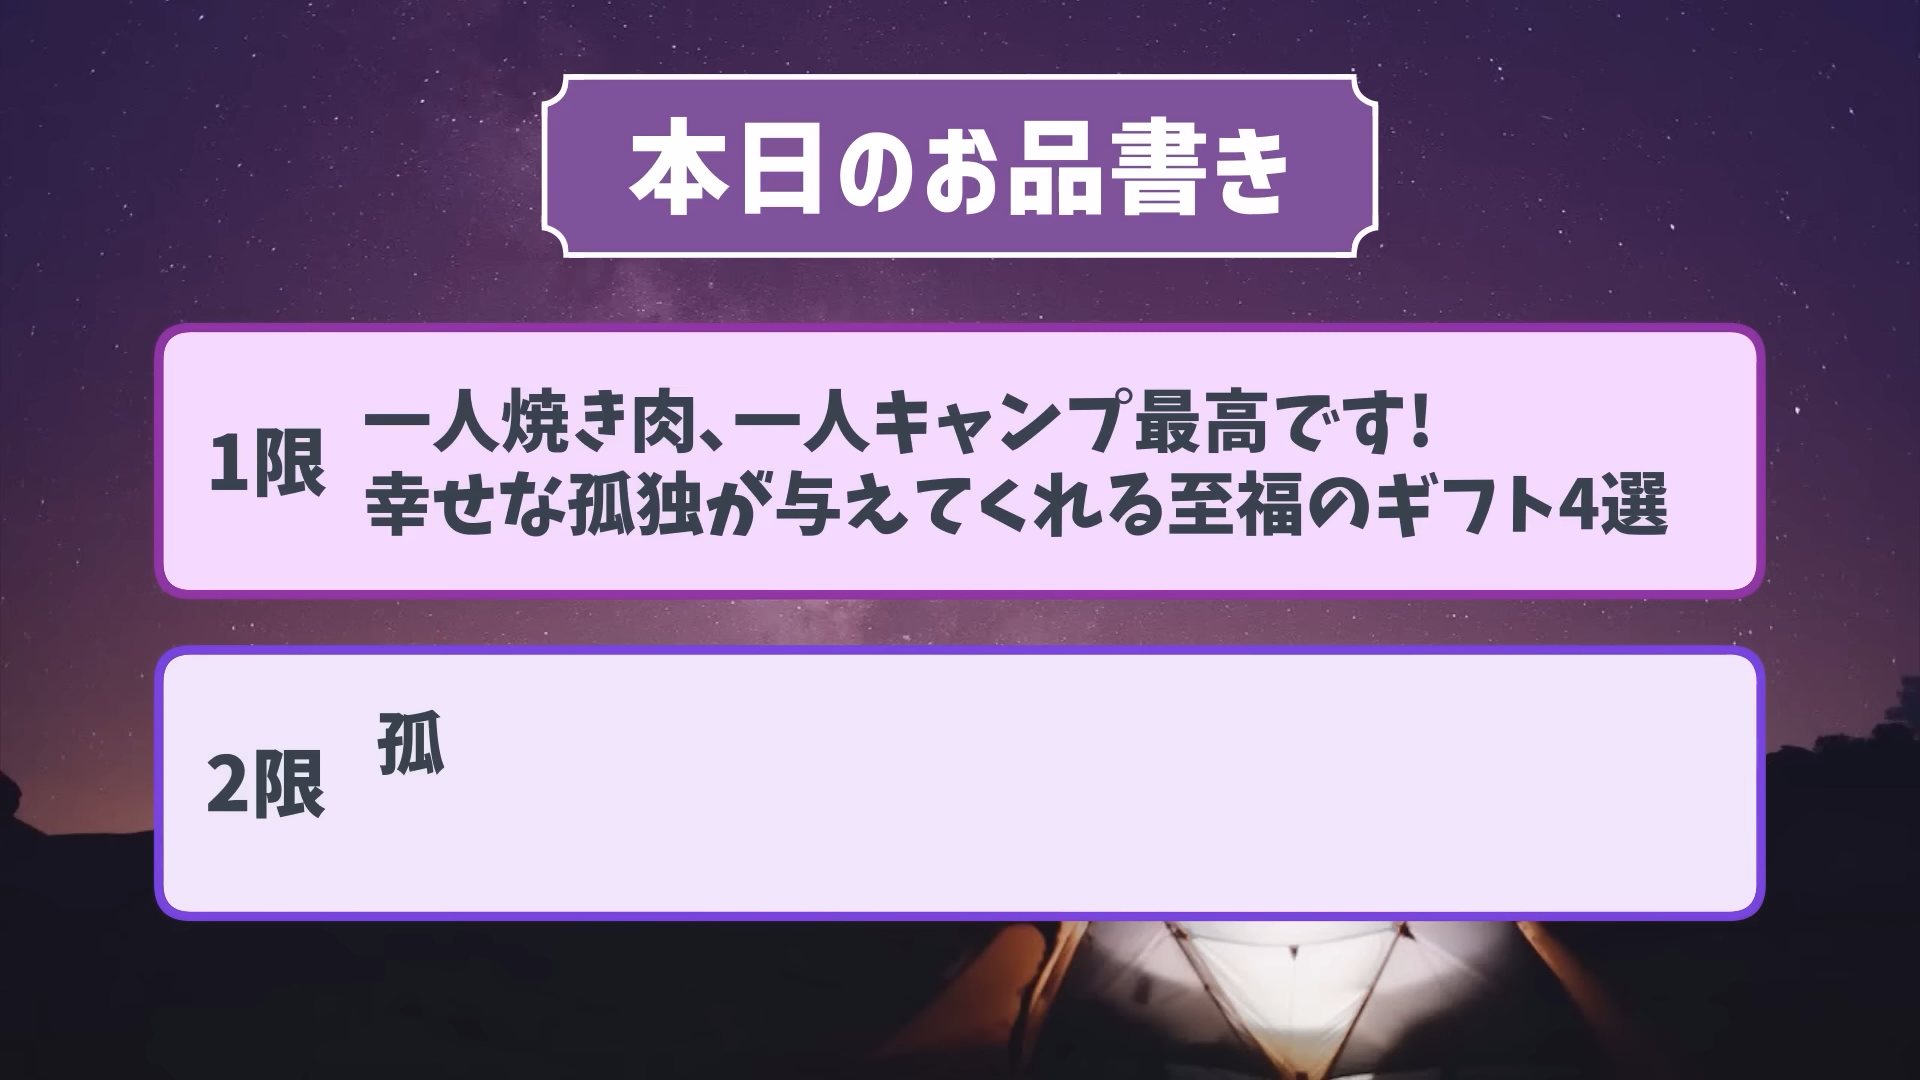 本日のお品書き
1限
一人焼き肉、一人キャンプ最高です!
幸せな孤独が与えてくれる至福のギフト4選
2限
孤